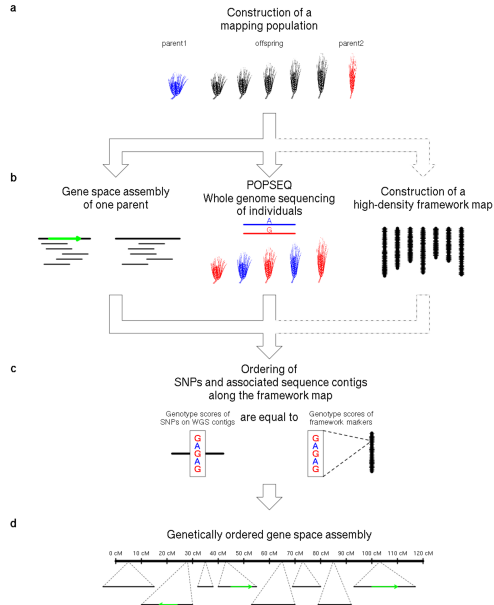 a
Construction of a
mapping population
parent1
offspring
parent2
b
Gene space assembly
of one parent
POPSEQ
Whole genome sequencing
of individuals
A
G
Construction of a
high-density framework map
c
Ordering of
SNPs and associated sequence contigs
along the framework map
Genotype scores of
SNPs on WGS contigs
are equal to
Genotype scores of
framework markers
G
A
G
A
G
G
A
G
A
G
d
Genetically ordered gene space assembly
0 cM 10 cM 20 cM 30 cM 40 cM 50 cM 60 cM 70 cM 80 cM 90 cM 100 cM 110 cM 120 cM